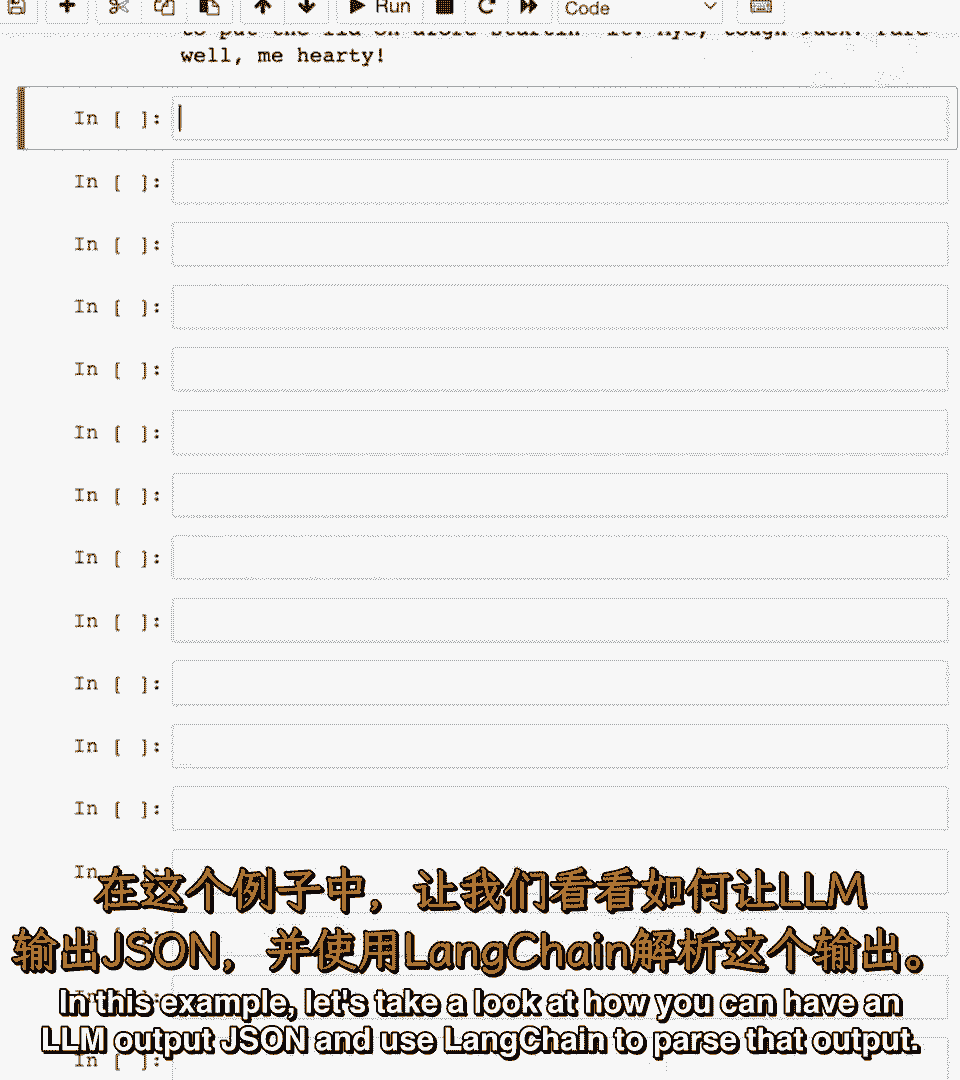 Run
Code
well, me hearty!
In [ ]:
In [ ]:
In [ ]:
In [ ]:
In [ ]:
In [ ]:
In [ ]:
In [ ]:
In [ ]:
In [ ]:
In [ ]:
In [ ]:
In [ ]:
在这个例子中，让我们看看如何让LLM
输出JSON，并使用LangChain解析这个输出。
In this example, let's take a look at how you can have an
LLM output JSON and use LangChain to parse that output.
In [ ]: